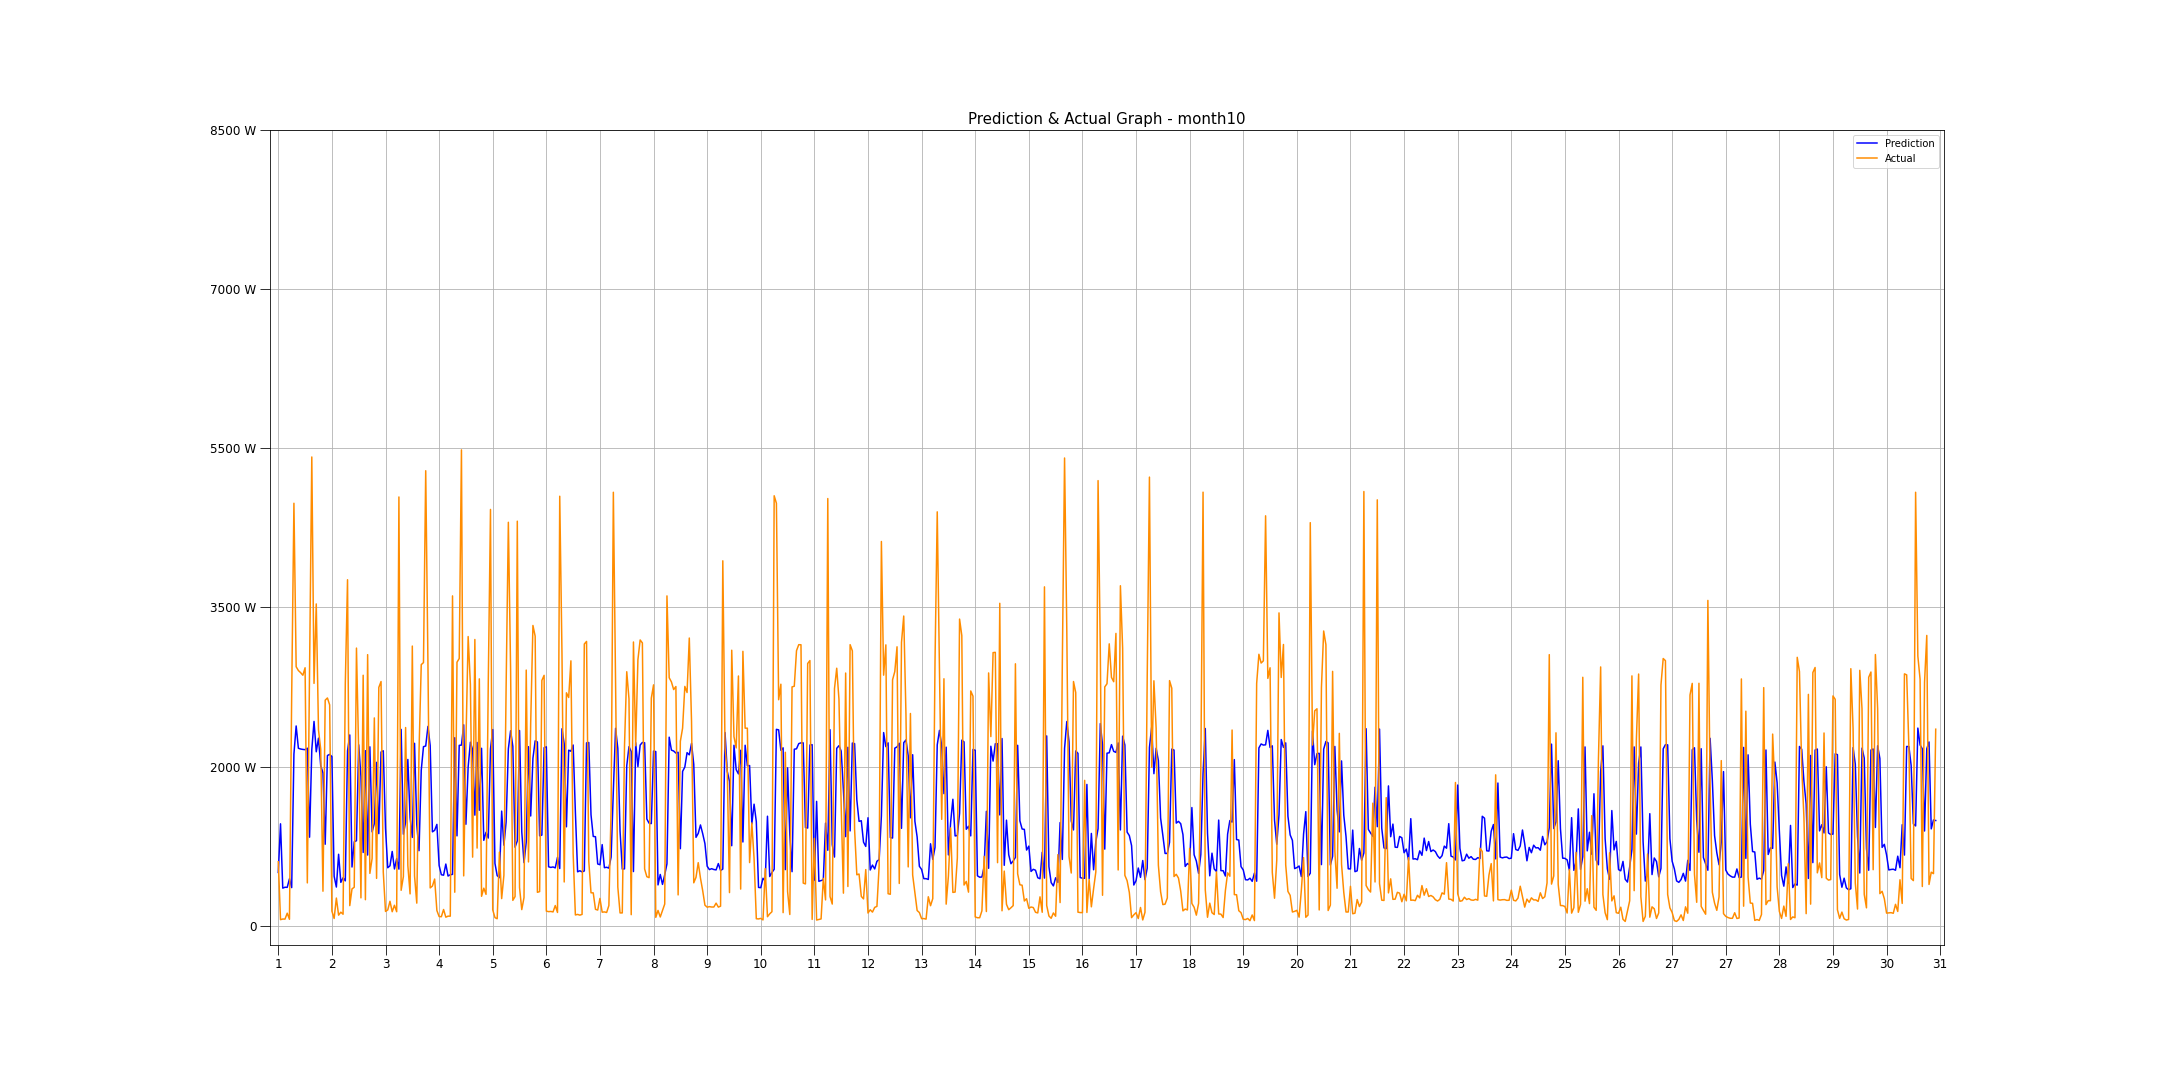 Prediction & Actual Graph - month10
8500 W
7000 W
5500 W
3500 W
2000 W
0
Prediction
Actual
1 2 3 4 5 6 7 8 9 10 11 12 13 14 15 16 17 18 19 20 21 22 23 24 25 26 27 27 28 29 30 31